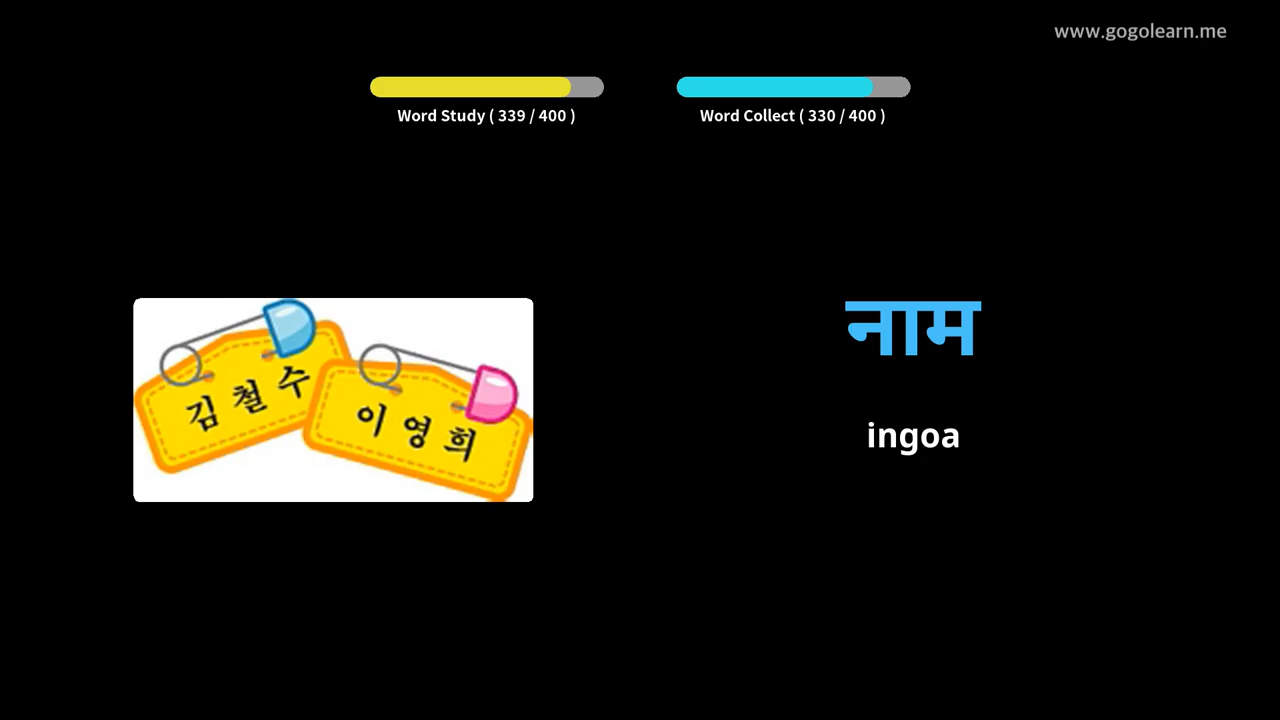 www.gogolearn.me
Word Study ( 339 / 400 )
Word Collect ( 330 / 400 )
김철수
이영희
नाम
ingoa